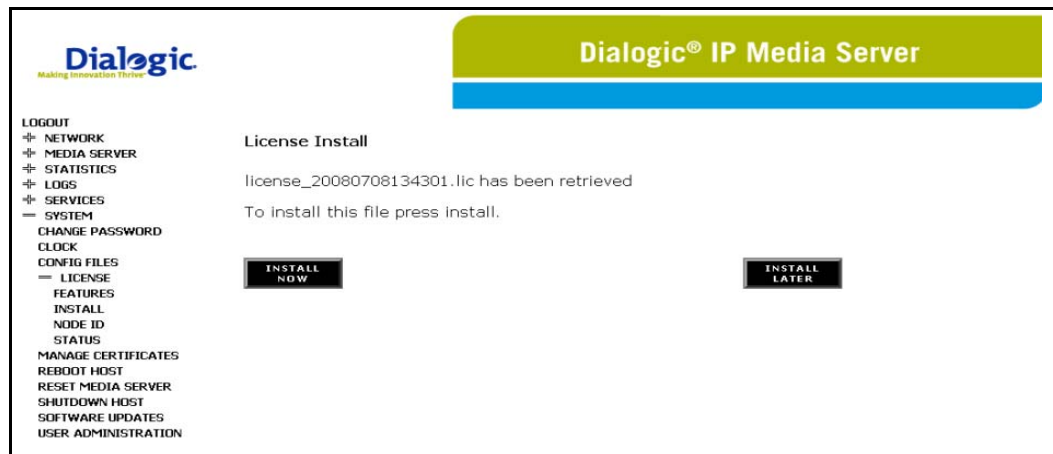 Dialogic.
Making Innovation Thrive™
Dialogic® IP Media Server
LOGOUT
NETWORK
MEDIA SERVER
STATISTICS
LOGS
SERVICES
SYSTEM
CHANGE PASSWORD
CLOCK
CONFIG FILES
LICENSE
FEATURES
INSTALL
NODE ID
STATUS
MANAGE CERTIFICATES
REBOOT HOST
RESET MEDIA SERVER
SHUTDOWN HOST
SOFTWARE UPDATES
USER ADMINISTRATION
License Install
license_20080708134301.lic has been retrieved
To install this file press install.
INSTALL
NOW
INSTALL
LATER